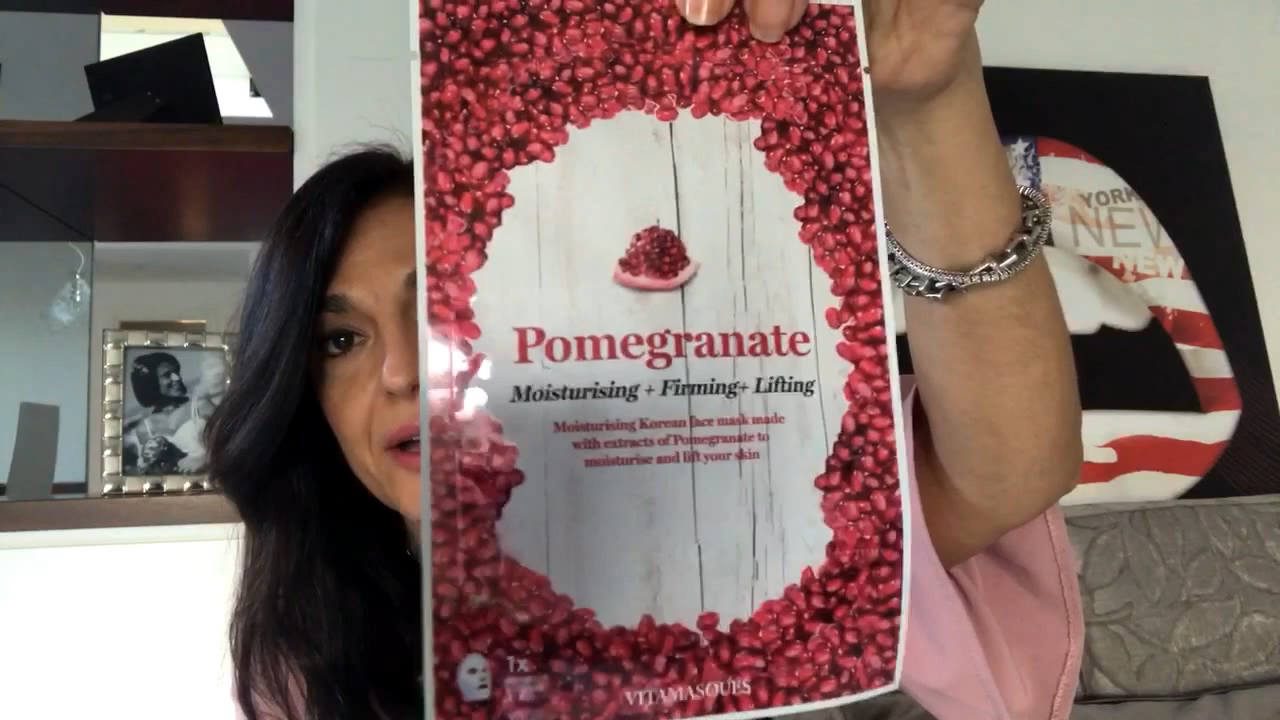 Pomegranate
Moisturising + Firming+ Lifting
Moisturising Korean face mask made
with extracts of Pomegranate to
moisturise and lift your skin
1x
VITAMASQUES
YORK
NEW
NEW